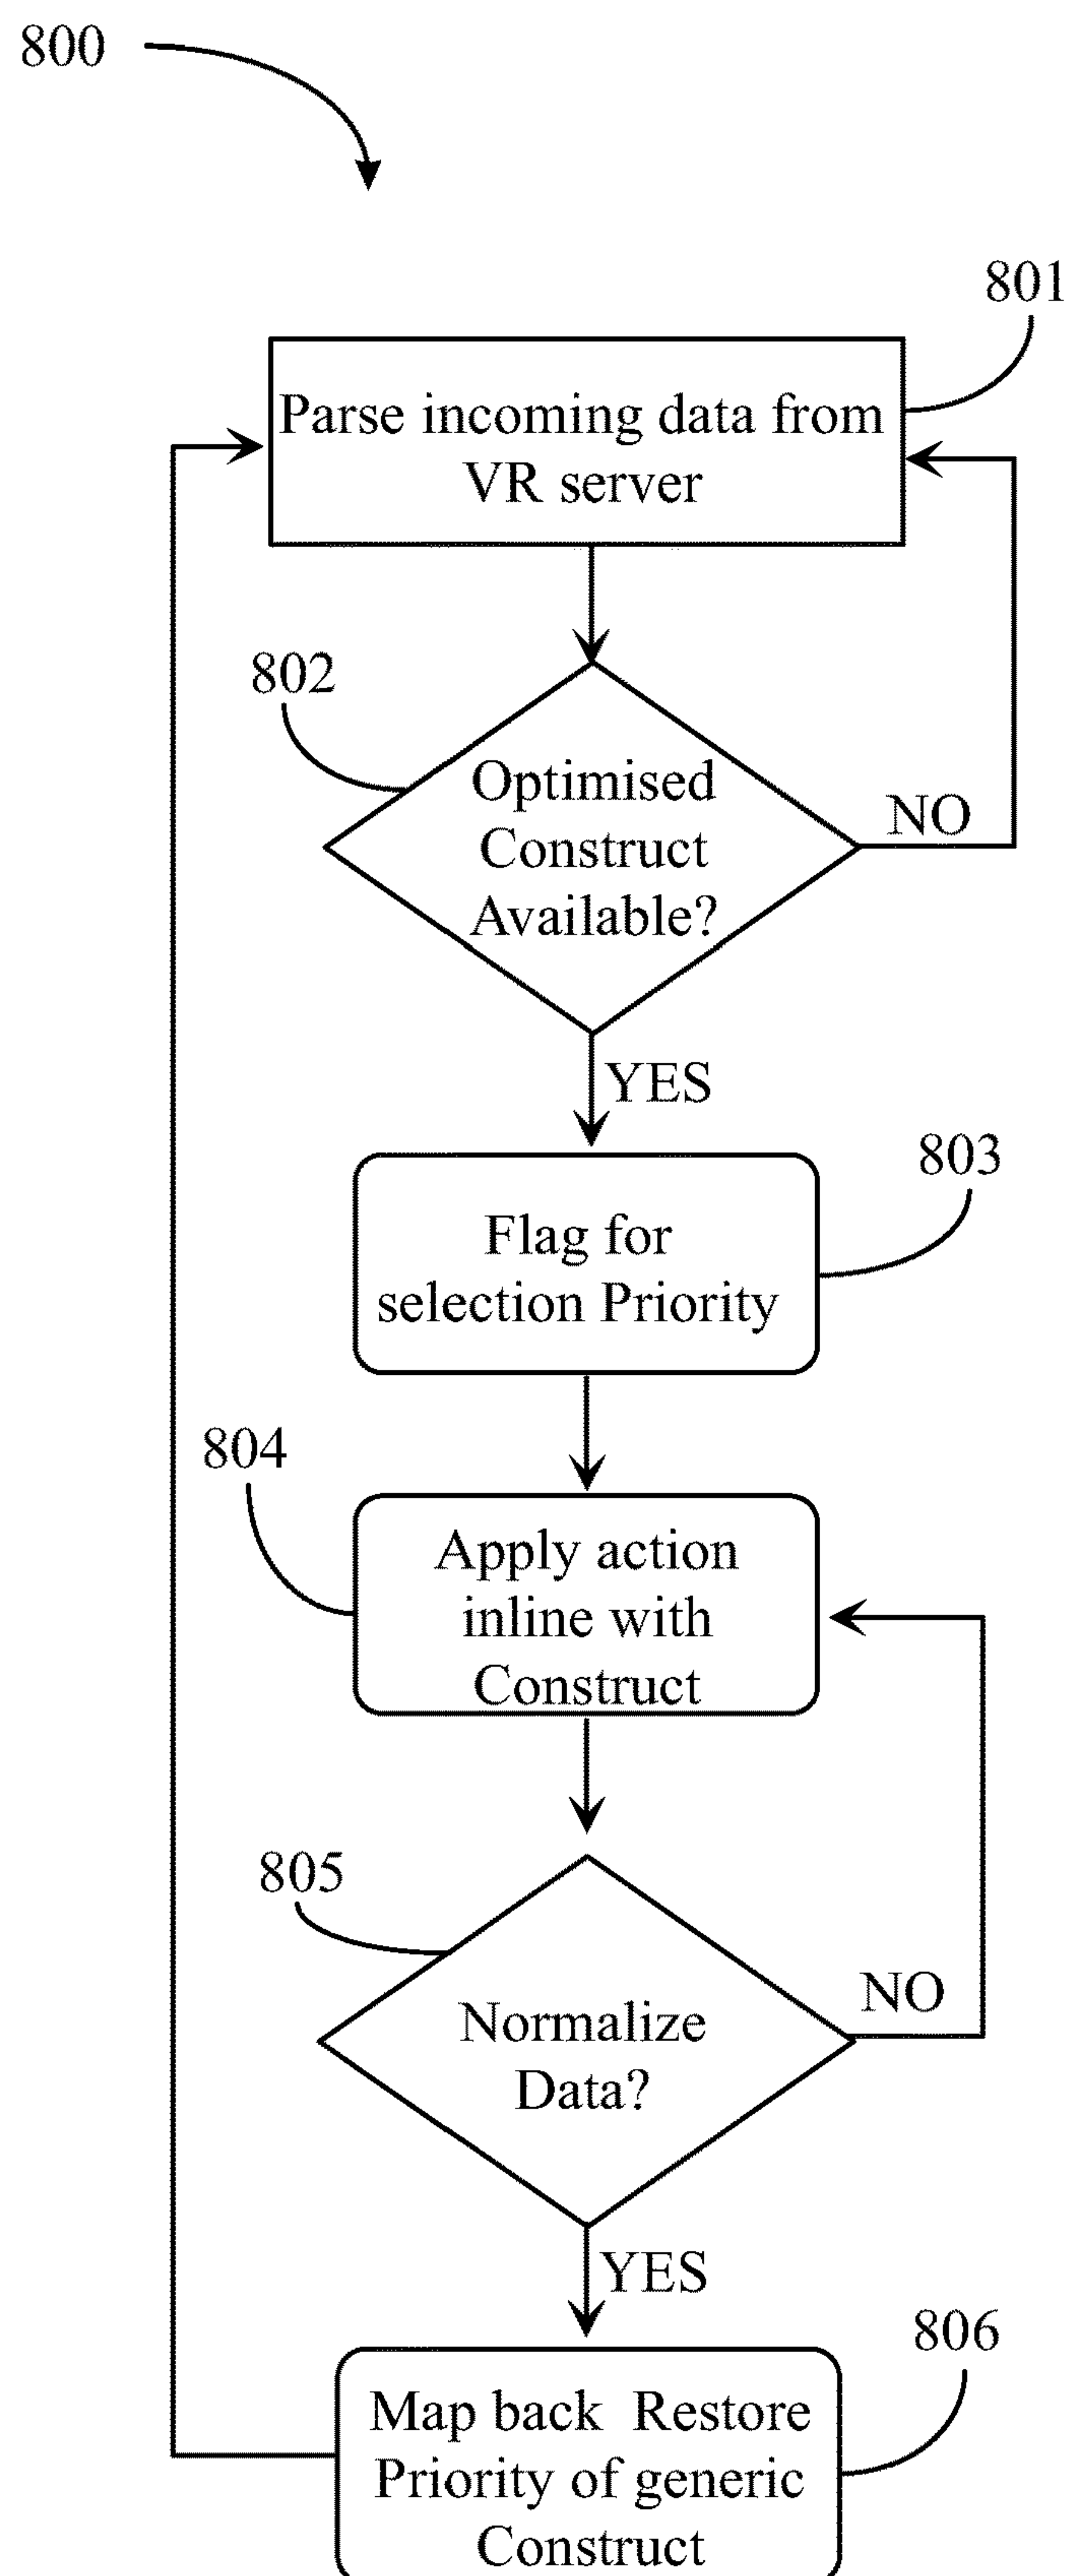 800
801
Parse incoming data from
VR server
802
Optimised
Construct
Available?
NO
YES
803
Flag for
selection Priority
804
Apply action
inline with
Construct
805
Normalize
Data?
NO
YES
806
Map back Restore
Priority of generic
Construct